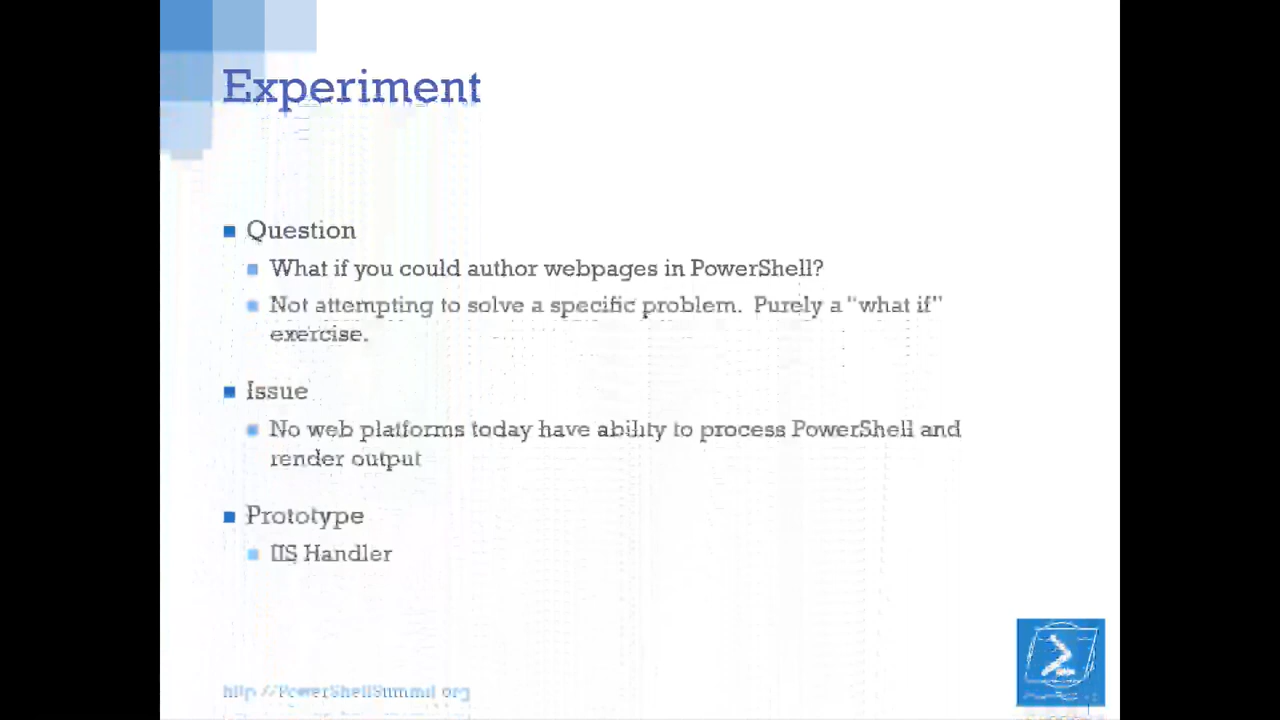 Experiment
Question
What if you could author webpages in PowerShell?
Not attempting to solve a specific problem.  Purely a "what if"
exercise.
Issue
No web platforms today have ability to process PowerShell and
render output
Prototype
IIS Handler
http://PowerShellSummit.org